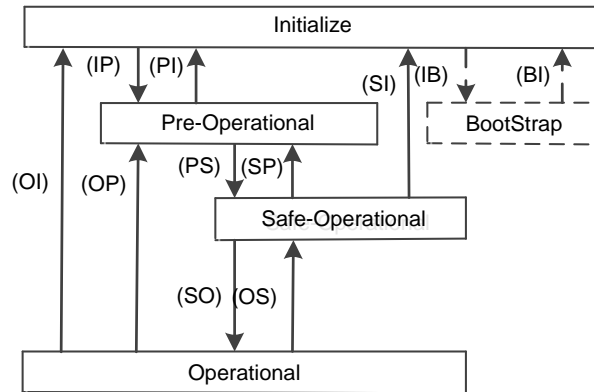 Initialize
(IP) (PI) (SI) (IB) (BI)
Pre-Operational
BootStrap
(OI) (OP) (PS) (SP)
Safe-Operational
(SO) (OS)
Operational